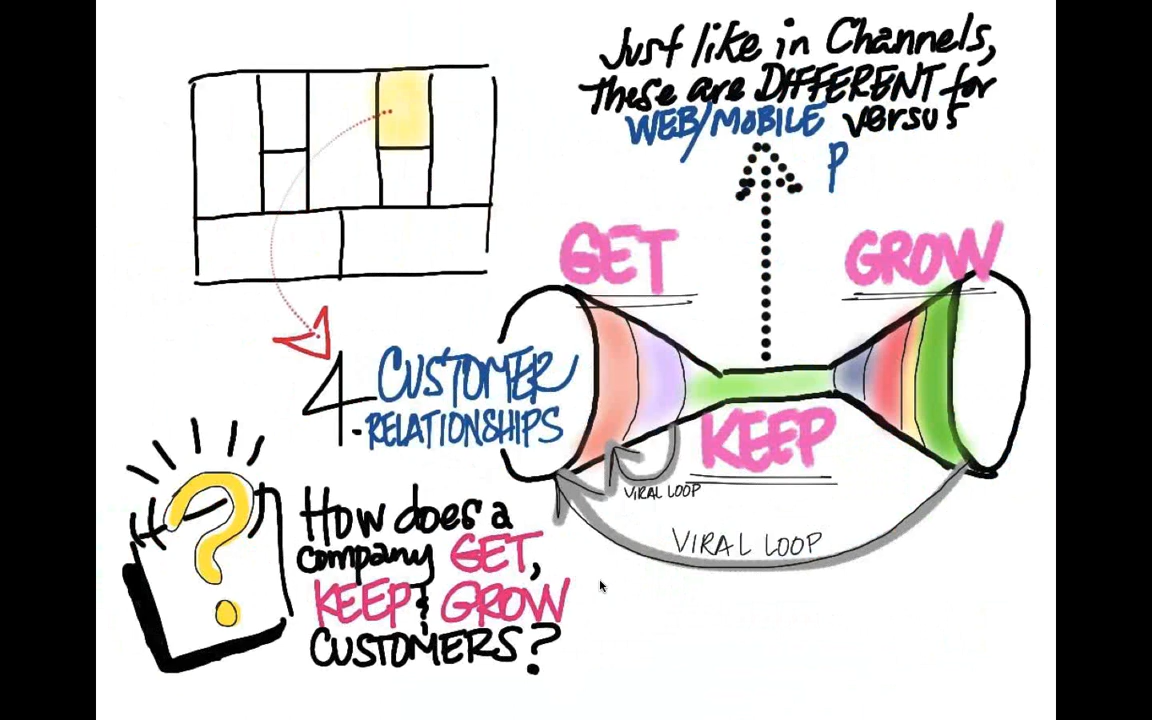 Just like in Channels,
these are DIFFERENT for
WEB/MOBILE versus
P
GET
GROW
KEEP
4. CUSTOMER
RELATIONSHIPS
VIRAL LOOP
VIRAL LOOP
How does a
company GET,
KEEP & GROW
CUSTOMERS?